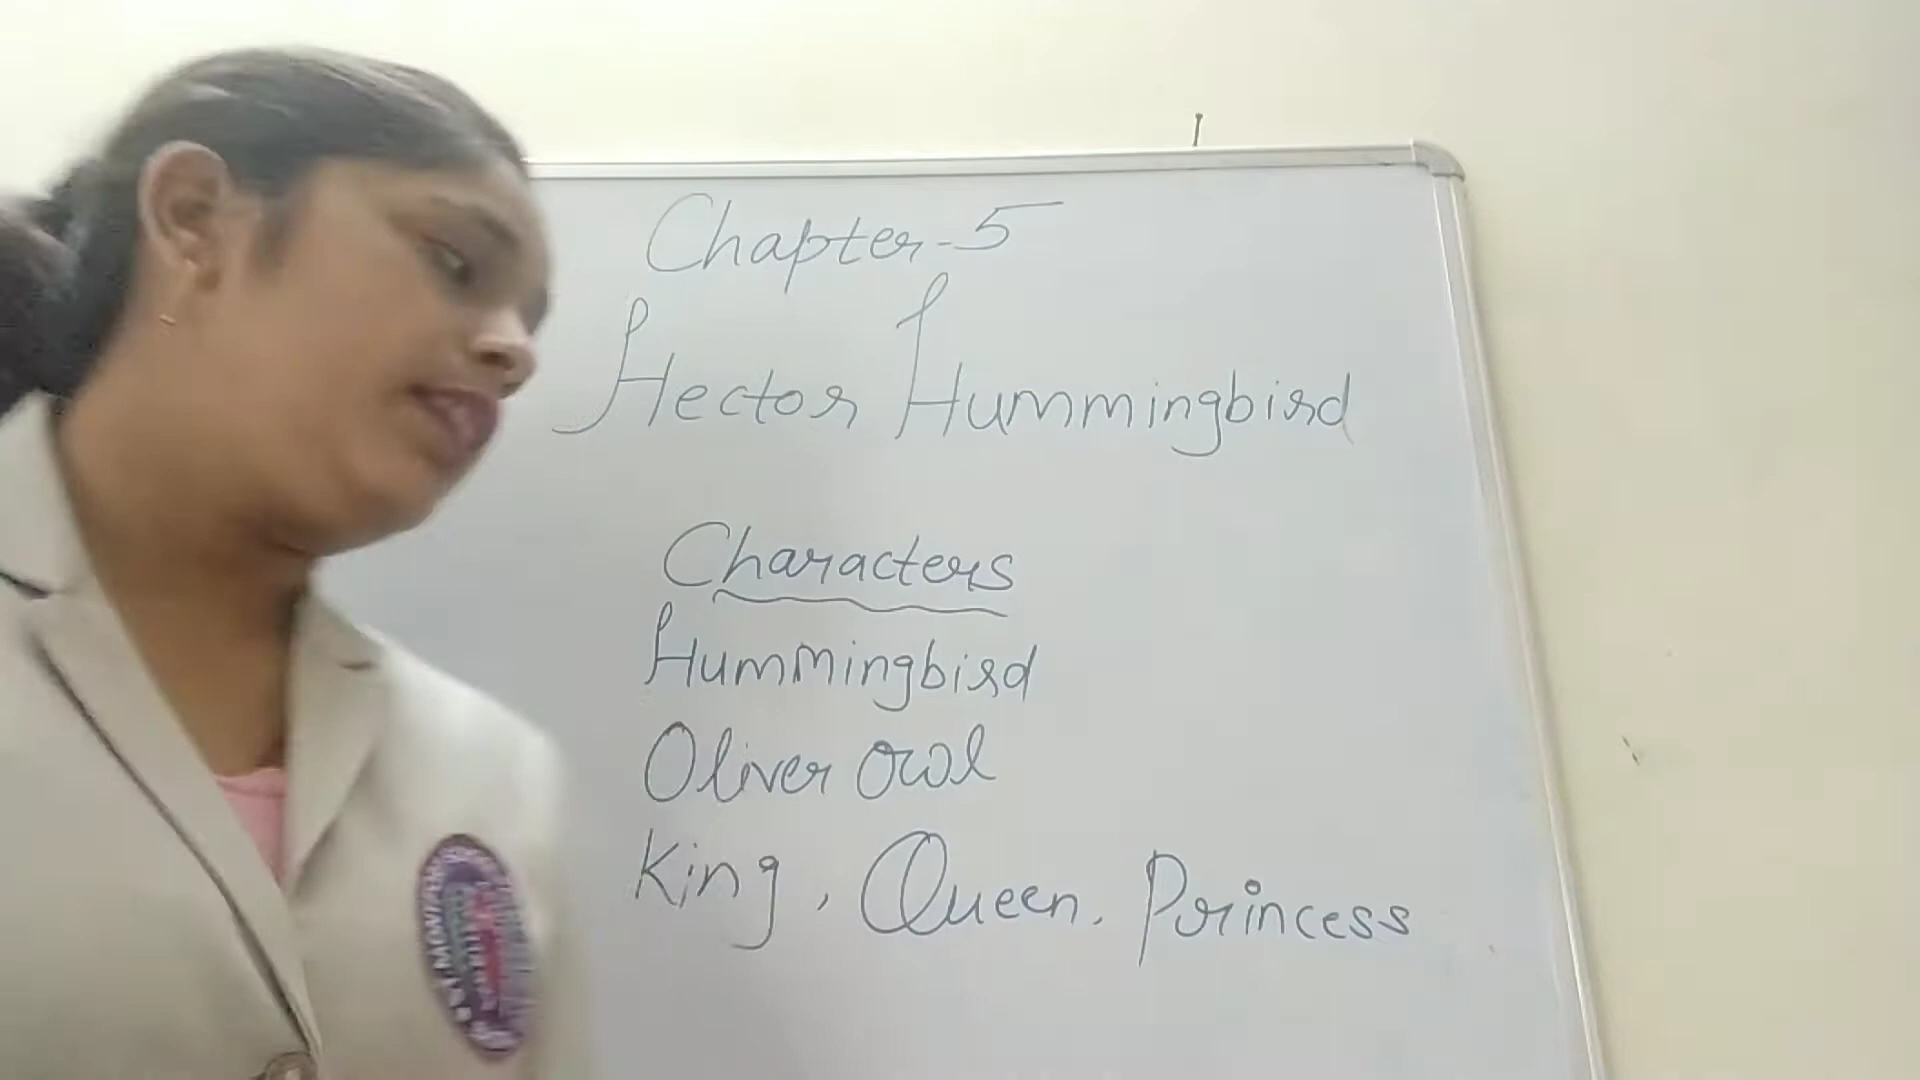 Chapter-5
Hector Hummingbird
Characters
Hummingbird
Oliver Owl
King, Queen, Princess